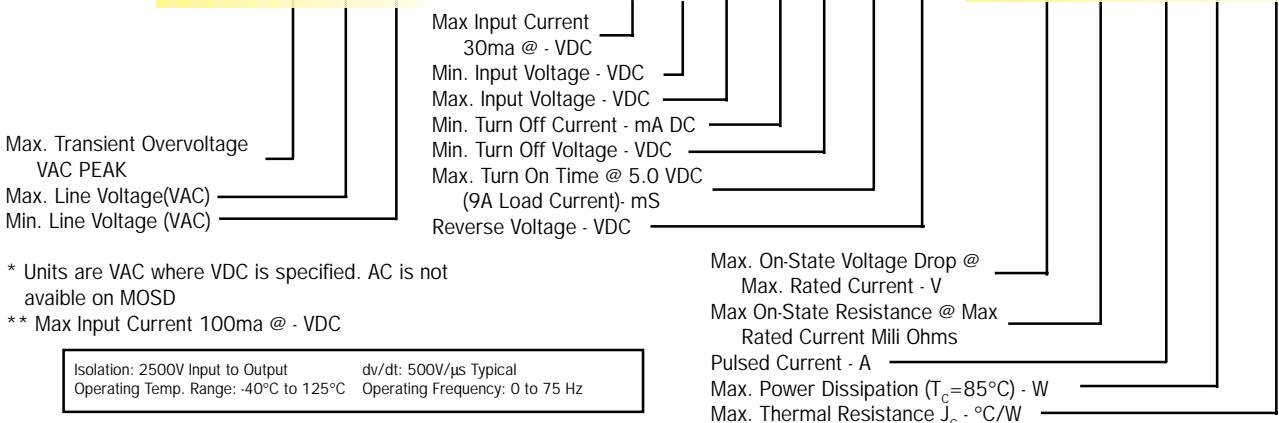 Max. Transient Overvoltage
VAC PEAK
Max. Line Voltage(VAC)
Min. Line Voltage (VAC)
Max Input Current
30ma @ - VDC
Min. Input Voltage - VDC
Max. Input Voltage - VDC
Min. Turn Off Current - mA DC
Min. Turn Off Voltage - VDC
Max. Turn On Time @ 5.0 VDC
(9A Load Current)- mS
Reverse Voltage - VDC
* Units are VAC where VDC is specified. AC is not
avaible on MOSD
** Max Input Current 100ma @ - VDC
Isolation: 2500V Input to Output dv/dt: 500V/µs Typical
Operating Temp. Range: -40°C to 125°C Operating Frequency: 0 to 75 Hz
Max. On-State Voltage Drop @
Max. Rated Current - V
Max On-State Resistance @ Max
Rated Current Mili Ohms
Pulsed Current - A
Max. Power Dissipation (Tc=85°C) - W
Max. Thermal Resistance Jc - °C/W